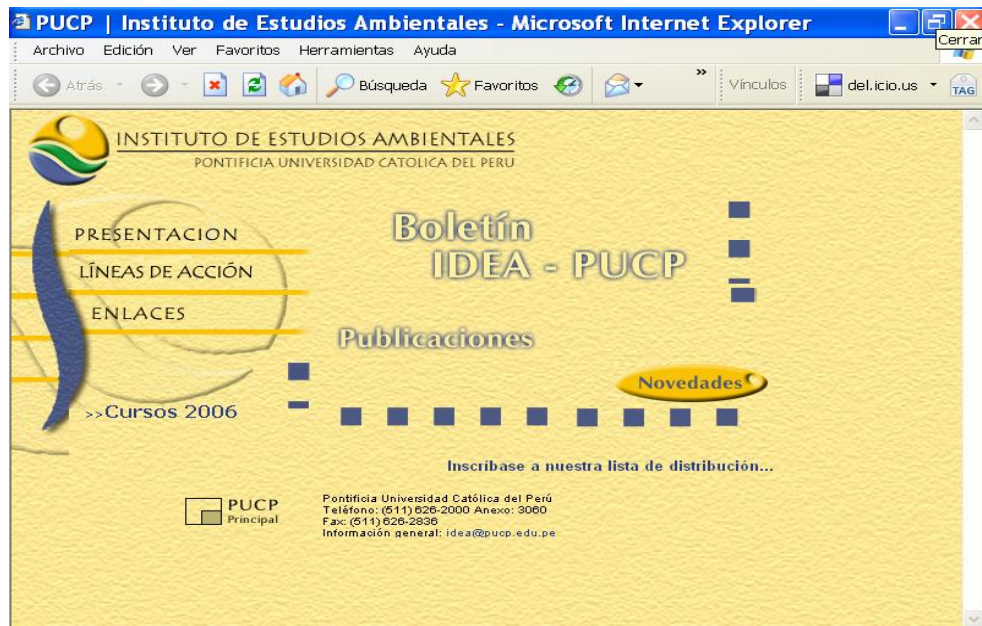 PUCP | Instituto de Estudios Ambientales - Microsoft Internet Explorer
Cerrar
Archivo Edición Ver Favoritos Herramientas Ayuda
Atrás Búsqueda Favoritos » Vínculos del.icio.us TAG
INSTITUTO DE ESTUDIOS AMBIENTALES
PONTIFICIA UNIVERSIDAD CATOLICA DEL PERU
PRESENTACION
LÍNEAS DE ACCIÓN
ENLACES
>>Cursos 2006
Boletín
IDEA - PUCP
Publicaciones
Novedades
Inscríbase a nuestra lista de distribución...
PUCP
Principal
Pontificia Universidad Católica del Perú
Teléfono: (511) 626-2000 Anexo: 3060
Fax: (511) 626-2836
Información general: idea@pucp.edu.pe